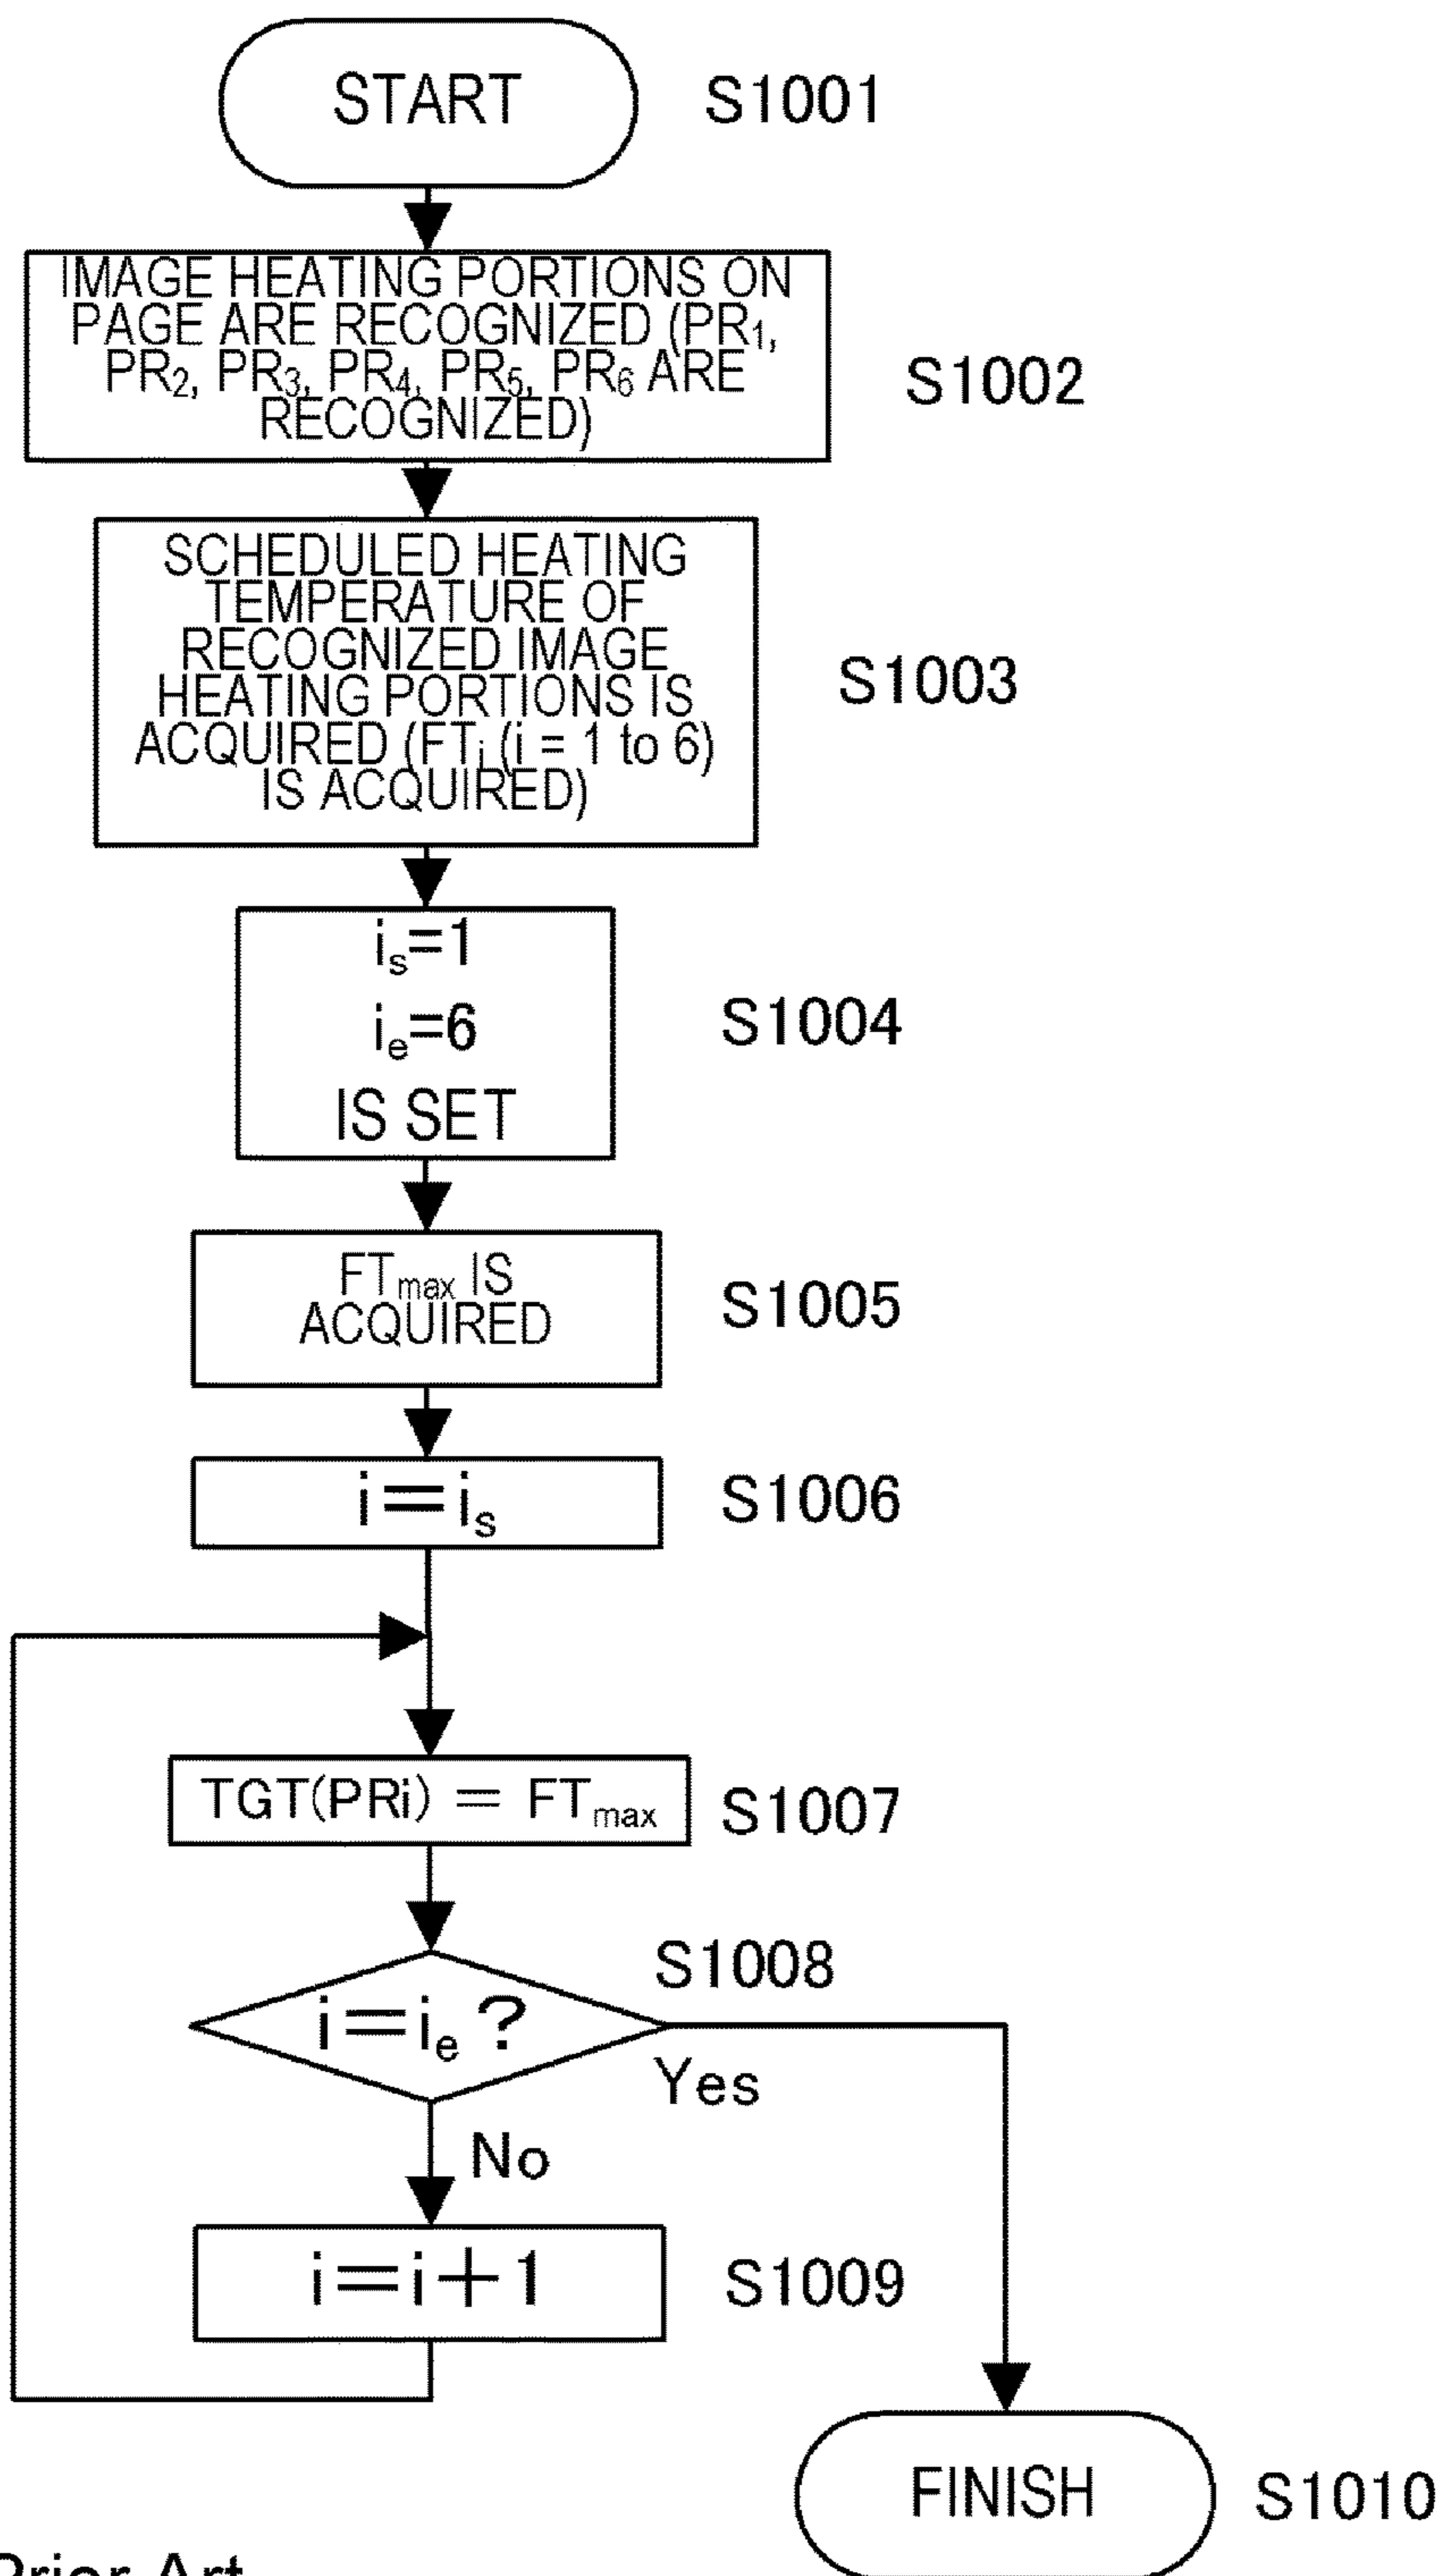 START
S1001
IMAGE HEATING PORTIONS ON
PAGE ARE RECOGNIZED (PR₁,
PR₂, PR₃, PR₄, PR₅, PR₆ ARE
RECOGNIZED)
S1002
SCHEDULED HEATING
TEMPERATURE OF
RECOGNIZED IMAGE
HEATING PORTIONS IS
ACQUIRED (FTᵢ (i = 1 to 6)
IS ACQUIRED)
S1003
iₛ=1
iₑ=6
IS SET
S1004
FTₘₐₓ IS
ACQUIRED
S1005
i=iₛ
S1006
TGT(PRi) = FTₘₐₓ
S1007
S1008
i=iₑ ?
Yes
No
i=i+1
S1009
FINISH
S1010
Prior Art